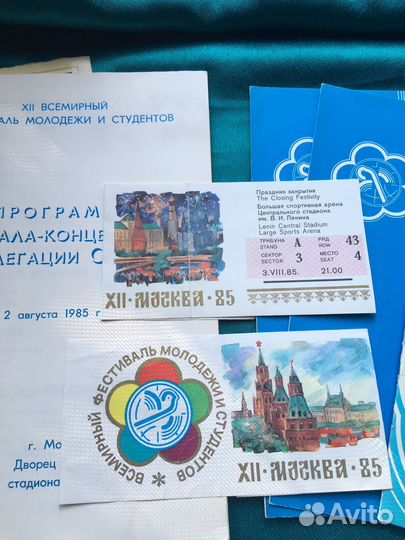 XII ВСЕМИРНЫЙ
АЛЬ МОЛОДЕЖИ И СТУДЕНТОВ
ПРОГРАМ
АЛА-КОНЦЕ
ЛЕГАЦИИ С
2 августа 1985 г
г. Мо
Дворец
стадиона
Праздник закрытия
The Closing Festivity
Большая спортивная арена
Центрального стадиона
им. В. И. Ленина
Lenin Central Stadium
Large Sports Arena
ТРИБУНА STAND A РЯД ROW 43
СЕКТОР SECTOR 3 МЕСТО SEAT 4
3.VIII.85. 21.00
XII·МОСКВА·85
ВСЕМИРНЫЙ ФЕСТИВАЛЬ МОЛОДЕЖИ И СТУДЕНТОВ
XII·МОСКВА·85
Avito